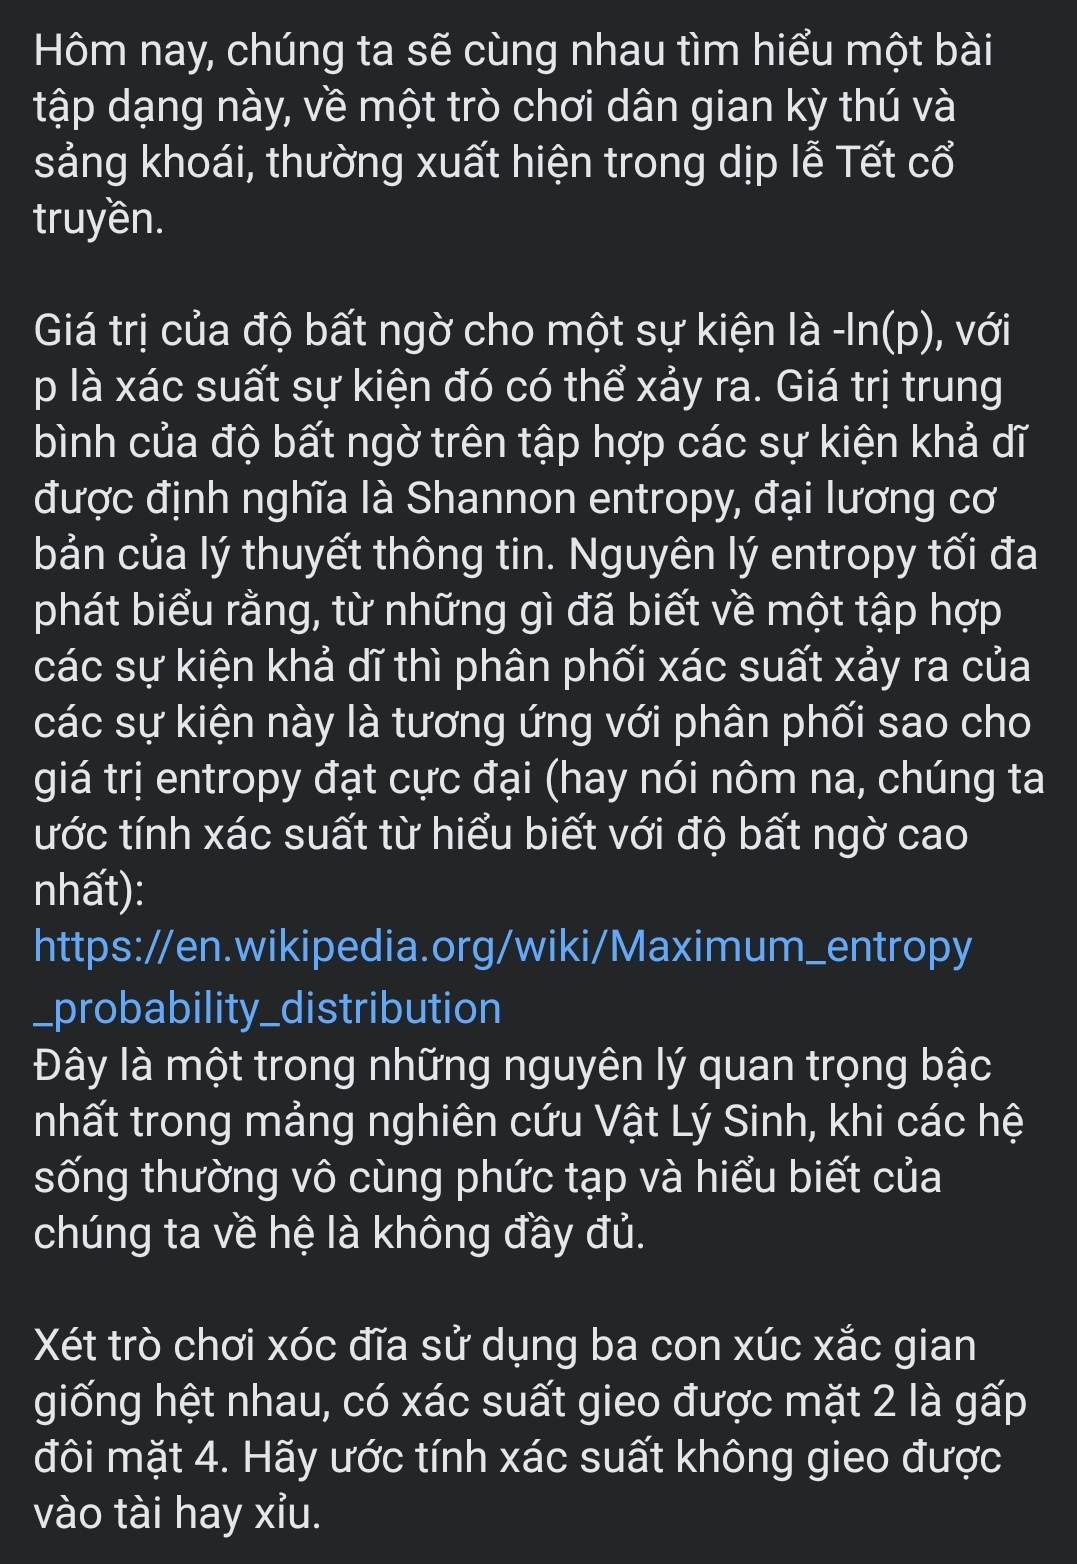 Hôm nay, chúng ta sẽ cùng nhau tìm hiểu một bài
tập dạng này, về một trò chơi dân gian kỳ thú và
sảng khoái, thường xuất hiện trong dịp lễ Tết cổ
truyền.
Giá trị của độ bất ngờ cho một sự kiện là -ln(p), với
p là xác suất sự kiện đó có thể xảy ra. Giá trị trung
bình của độ bất ngờ trên tập hợp các sự kiện khả dĩ
được định nghĩa là Shannon entropy, đại lương cơ
bản của lý thuyết thông tin. Nguyên lý entropy tối đa
phát biểu rằng, từ những gì đã biết về một tập hợp
các sự kiện khả dĩ thì phân phối xác suất xảy ra của
các sự kiện này là tương ứng với phân phối sao cho
giá trị entropy đạt cực đại (hay nói nôm na, chúng ta
ước tính xác suất từ hiểu biết với độ bất ngờ cao
nhất):
https://en.wikipedia.org/wiki/Maximum_entropy
_probability_distribution
Đây là một trong những nguyên lý quan trọng bậc
nhất trong mảng nghiên cứu Vật Lý Sinh, khi các hệ
sống thường vô cùng phức tạp và hiểu biết của
chúng ta về hệ là không đầy đủ.
Xét trò chơi xóc đĩa sử dụng ba con xúc xắc gian
giống hệt nhau, có xác suất gieo được mặt 2 là gấp
đôi mặt 4. Hãy ước tính xác suất không gieo được
vào tài hay xỉu.